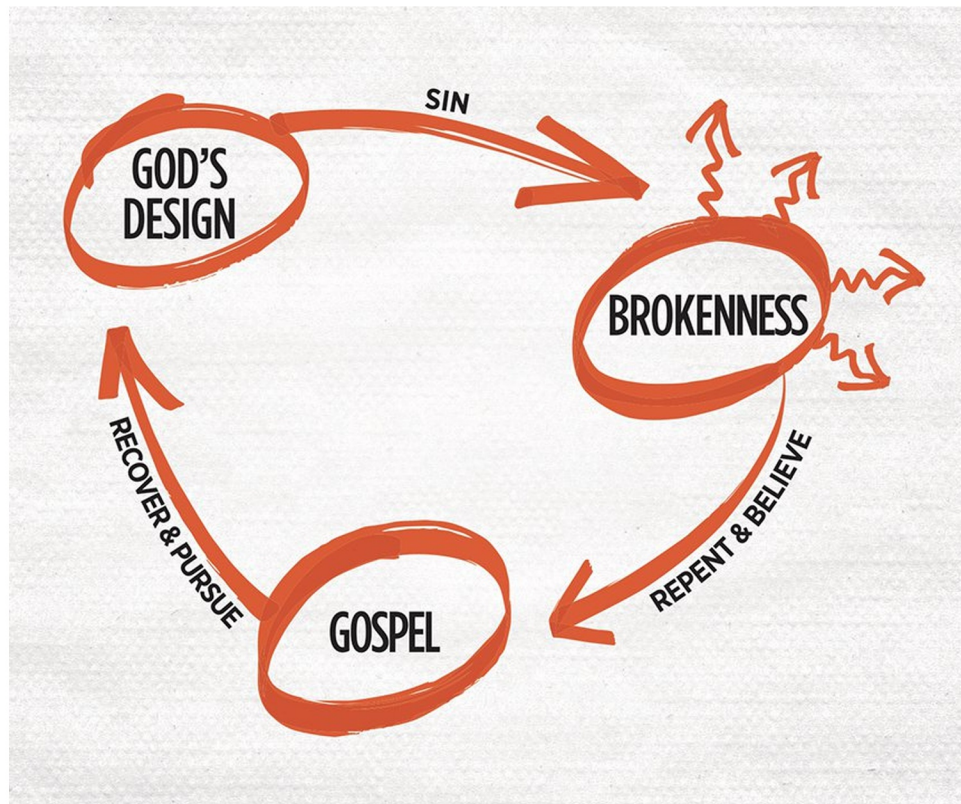 SIN
GOD'S
DESIGN
BROKENNESS
REPENT & BELIEVE
GOSPEL
RECOVER & PURSUE